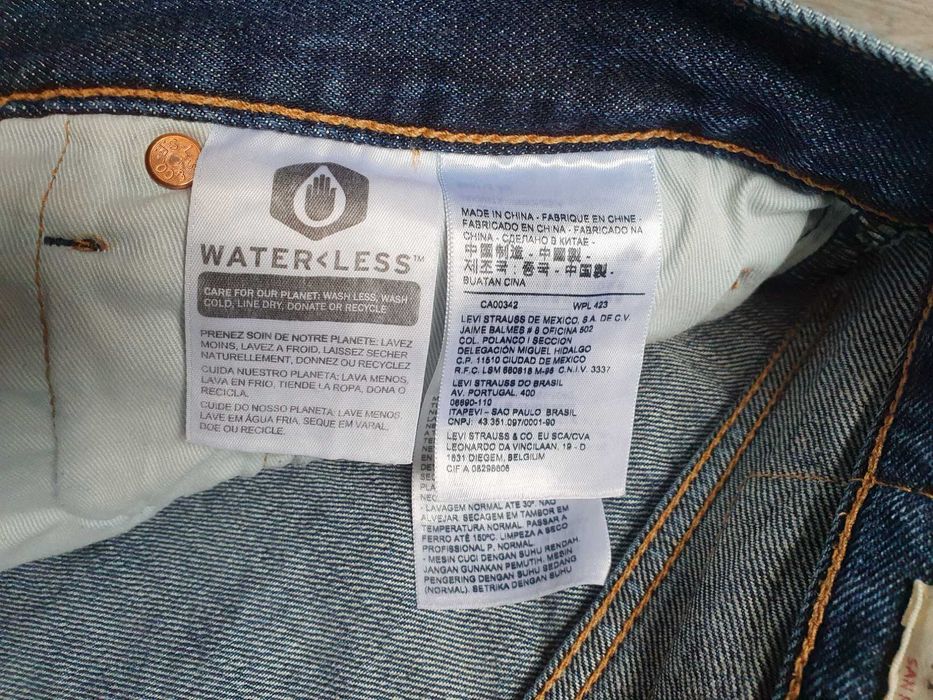 WATER<LESS™
CARE FOR OUR PLANET: WASH LESS, WASH
COLD, LINE DRY, DONATE OR RECYCLE
PRENEZ SOIN DE NOTRE PLANETE: LAVEZ
MOINS, LAVEZ A FROID, LAISSEZ SECHER
NATURELLEMENT, DONNEZ OU RECYCLEZ
CUIDA NUESTRO PLANETA: LAVA MENOS,
LAVA EN FRIO, TIENDE LA ROPA, DONA O
RECICLA.
CUIDE DO NOSSO PLANETA: LAVE MENOS,
LAVE EM ÁGUA FRIA, SEQUE EM VARAL,
DOE OU RECICLE.
MADE IN CHINA - FABRIQUE EN CHINE -
FABRICADO EN CHINA - FABRICADO NA
CHINA - СДЕЛАНО В КИТАЕ -
中國製造 - 中國製 -
제조국 : 중국 - 中国製 -
BUATAN CINA
CA00342 WPL 423
LEVI STRAUSS DE MEXICO, S.A. DE C.V.
JAIME BALMES # 8 OFICINA 502
COL. POLANCO I SECCION
DELEGACIÓN MIGUEL HIDALGO
C.P. 11510 CIUDAD DE MEXICO
R.F.C. LSM 660818 M-96 C.N.I.V. 3337
LEVI STRAUSS DO BRASIL
AV. PORTUGAL, 400
06690-110
ITAPEVI - SAO PAULO BRASIL
CNPJ: 43.351.097/0001-90
LEVI STRAUSS & CO. EU SCA/CVA
LEONARDO DA VINCILAAN, 19 - D
1831 DIEGEM, BELGIUM
CIF A 08298808
- LAVAGEM NORMAL ATÉ 30º. NÃO
ALVEJAR. SECAGEM EM TAMBOR EM
TEMPERATURA NORMAL. PASSAR A
FERRO ATÉ 150ºC. LIMPEZA A SECO
PROFISSIONAL P. NORMAL.
- MESIN CUCI DENGAN SUHU RENDAH.
JANGAN GUNAKAN PEMUTIH. MESIN
PENGERING DENGAN SUHU SEDANG
(NORMAL). SETRIKA DENGAN SUHU